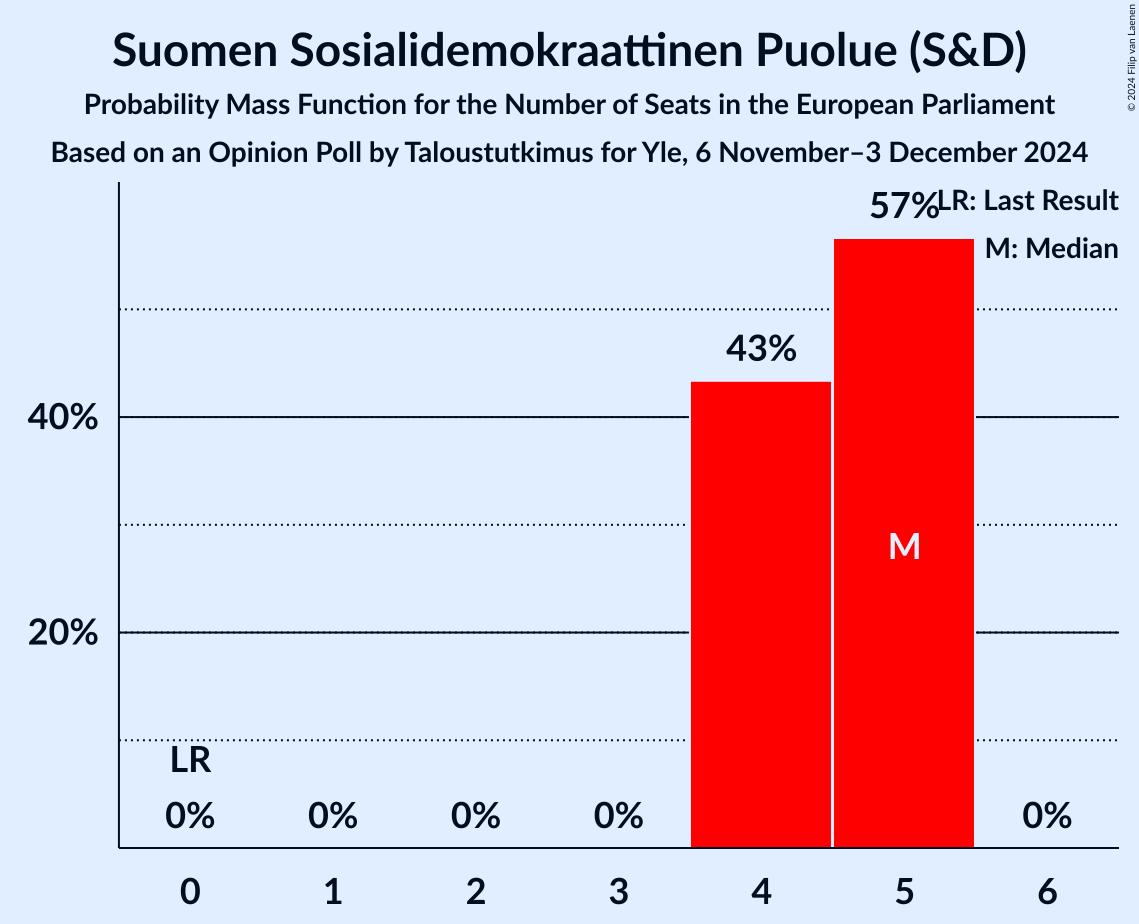 Suomen Sosialidemokraattinen Puolue (S&D)
Probability Mass Function for the Number of Seats in the European Parliament
Based on an Opinion Poll by Taloustutkimus for Yle, 6 November–3 December 2024
© 2024 Filip van Laenen
LR: Last Result
M: Median
57%
43%
40%
M
20%
LR
0% 0% 0% 0% 0%
0 1 2 3 4 5 6